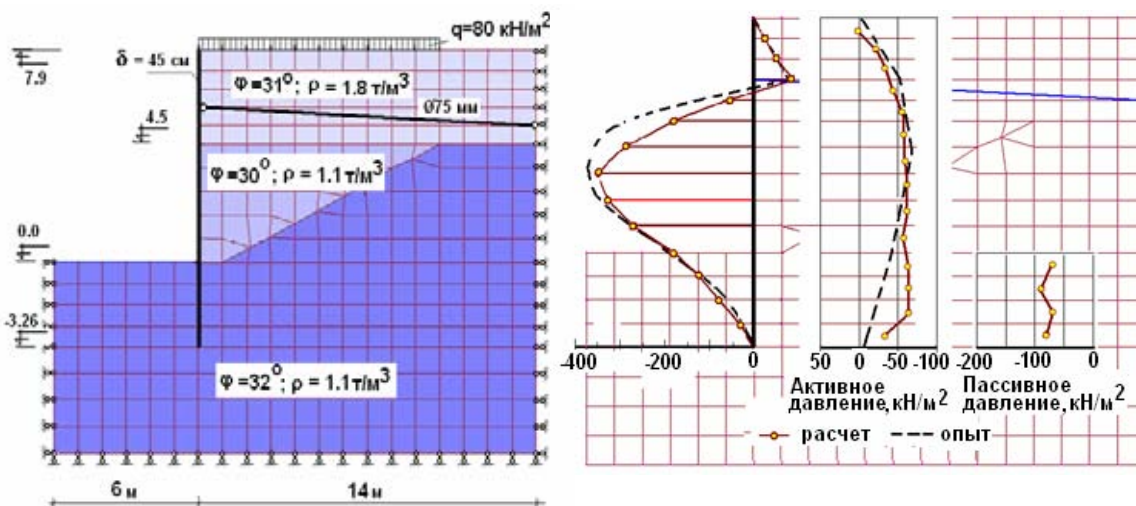 q=80 кН/м²
δ = 45 см
7.9
φ=31°; ρ = 1.8 т/м³
Ø75 мм
4.5
φ=30°; ρ = 1.1т/м³
0.0
-3.26
φ=32°; ρ = 1.1т/м³
6 м
14 м
-400 -200 0
50 0 -50 -100
-200 -100 0
Активное давление, кН/м²
Пассивное давление, кН/м²
расчет
опыт